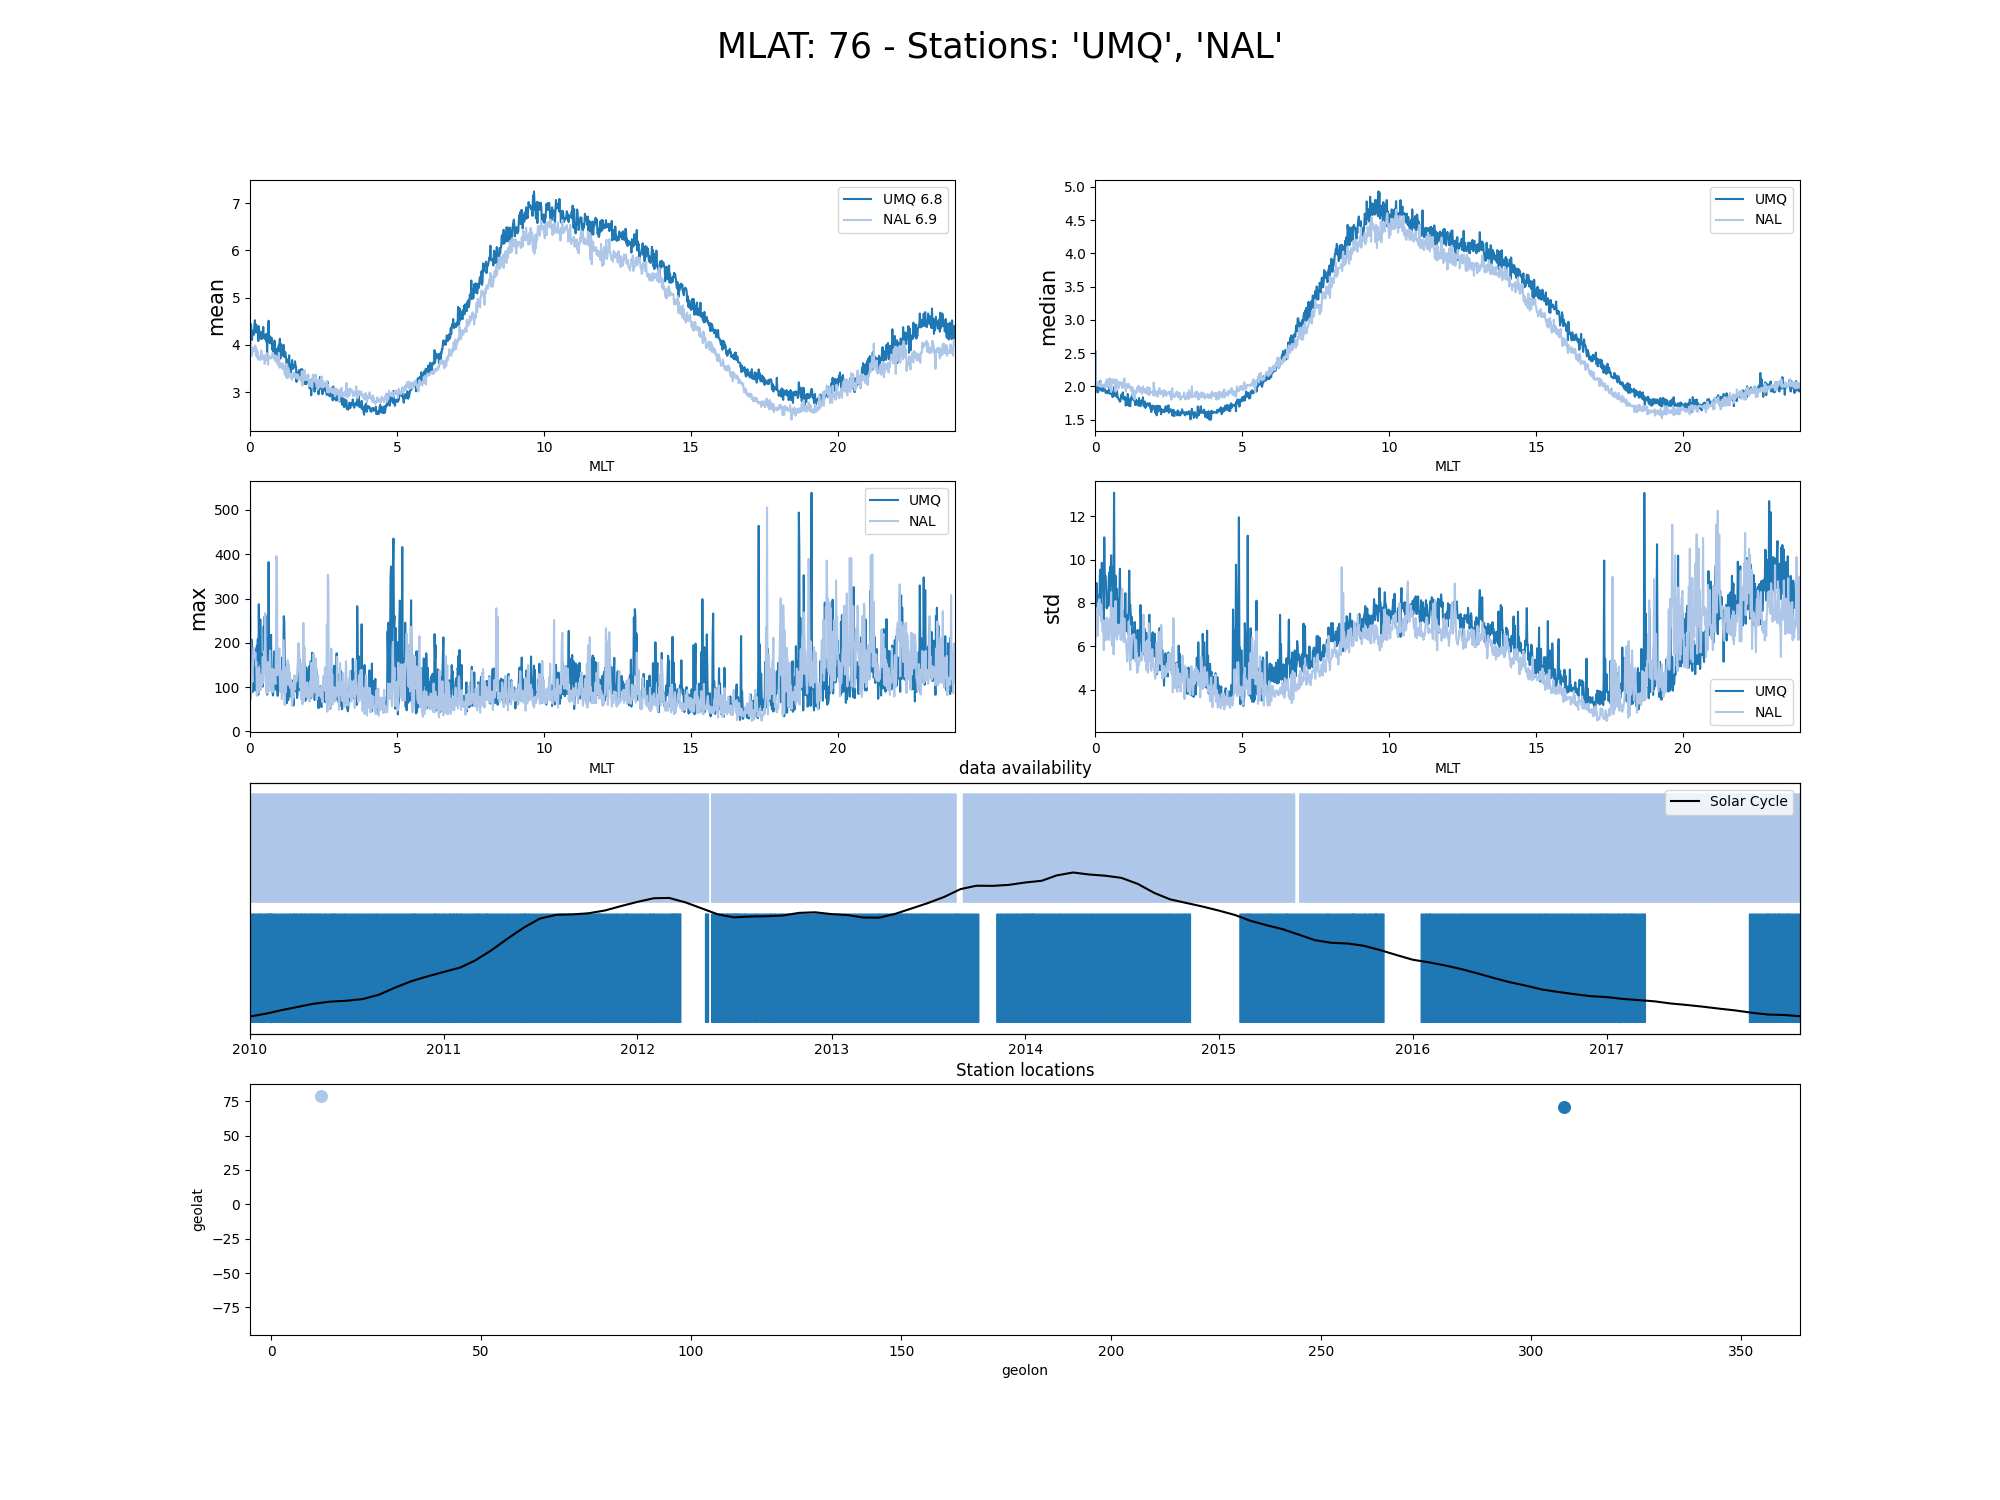 MLAT: 76 - Stations: 'UMQ', 'NAL'
mean
7
6
5
4
3
UMQ 6.8
NAL 6.9
0 5 10 15 20
MLT
median
5.0
4.5
4.0
3.5
3.0
2.5
2.0
1.5
UMQ
NAL
0 5 10 15 20
MLT
max
500
400
300
200
100
0
UMQ
NAL
0 5 10 15 20
MLT
std
12
10
8
6
4
UMQ
NAL
0 5 10 15 20
MLT
data availability
Solar Cycle
2010 2011 2012 2013 2014 2015 2016 2017
Station locations
geolat
75
50
25
0
−25
−50
−75
0 50 100 150 200 250 300 350
geolon